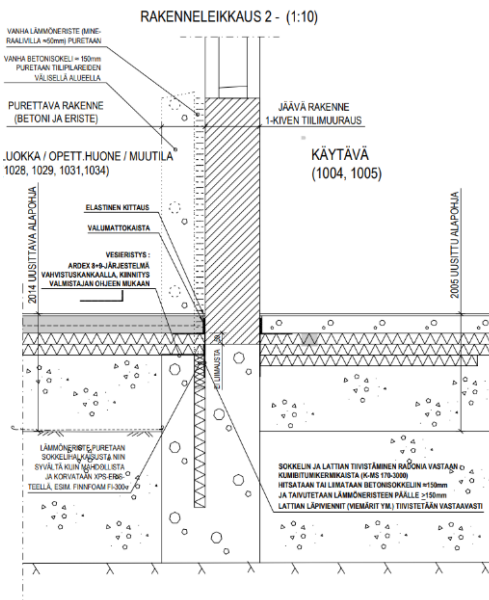 RAKENNELEIKKAUS 2 - (1:10)
VANHA LÄMMÖNERISTE (MINE-
RAALIVILLA ≈50mm) PURETAAN
VANHA BETONISOKELI ≈ 150mm
PURETAAN TIILIPILAREIDEN
VÄLISELLÄ ALUEELLA
PURETTAVA RAKENNE
(BETONI JA ERISTE)
JÄÄVÄ RAKENNE
1-KIVEN TIILIMUURAUS
LUOKKA / OPETT.HUONE / MUUTILA
1028, 1029, 1031,1034)
KÄYTÄVÄ
(1004, 1005)
2014 UUSITTAVA ALAPOHJA
2005 UUSITTU ALAPOHJA
ELASTINEN KITTAUS
VALUMATTOKAISTA
VESIERISTYS :
ARDEX 8+9-JÄRJESTELMÄ
VAHVISTUSKANKAALLA, KIINNITYS
VALMISTAJAN OHJEEN MUKAAN
EI LIIMAUSTA
LÄMMÖNERISTE PURETAAN
SOKKELIHALKAISUSTA NIIN
SYVÄLTÄ KUIN MAHDOLLISTA
JA KORVATAAN XPS-ERIS-
TEELLÄ, ESIM. FINNFOAM FI-300
SOKKELIN JA LATTIAN TIIVISTÄMINEN RADONIA VASTAAN
KUMIBITUMIKERMIKAISTA (K-MS 170-3000)
HITSATAAN TAI LIIMATAAN BETONISOKKELIIN ≈150mm
JA TAIVUTETAAN LÄMMÖNERISTEEN PÄÄLLE ≥150mm
LATTIAN LÄPIVIENNIT (VIEMÄRIT YM.) TIIVISTETÄÄN VASTAAVASTI